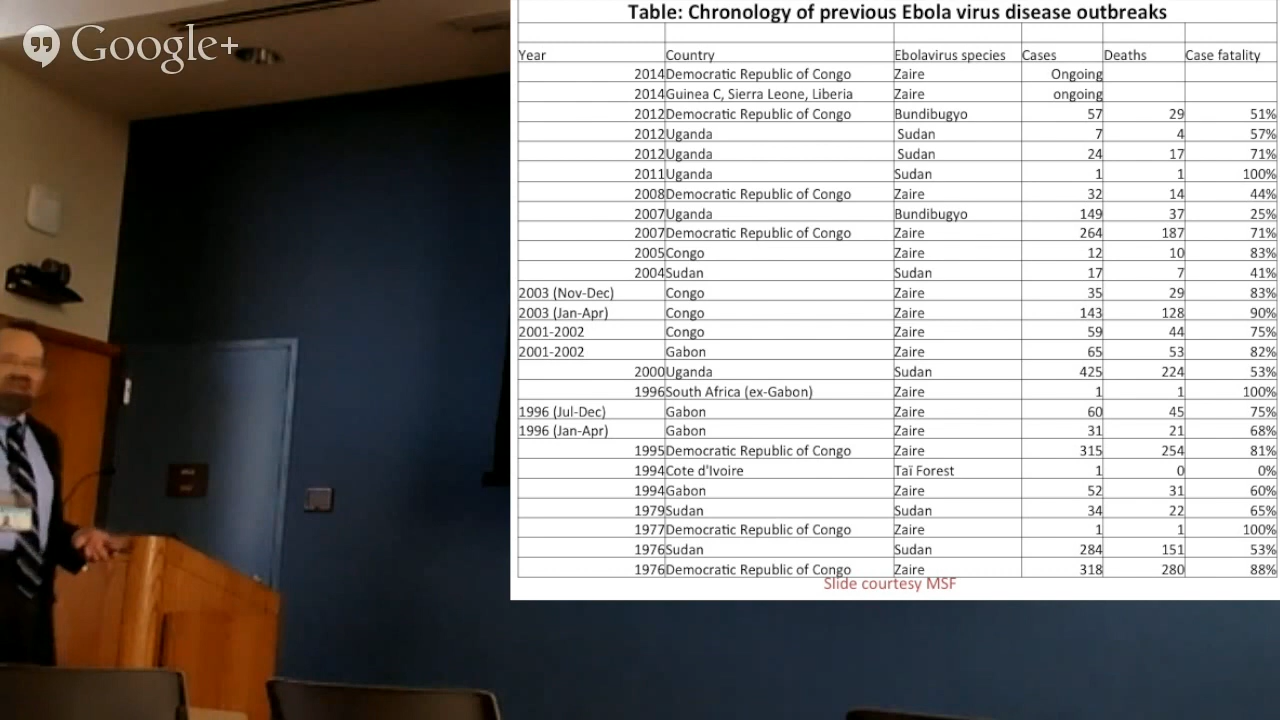 Google+
Table: Chronology of previous Ebola virus disease outbreaks
Year Country Ebolavirus species Cases Deaths Case fatality
2014 Democratic Republic of Congo Zaire Ongoing
2014 Guinea C, Sierra Leone, Liberia Zaire ongoing
2012 Democratic Republic of Congo Bundibugyo 57 29 51%
2012 Uganda Sudan 7 4 57%
2012 Uganda Sudan 24 17 71%
2011 Uganda Sudan 1 1 100%
2008 Democratic Republic of Congo Zaire 32 14 44%
2007 Uganda Bundibugyo 149 37 25%
2007 Democratic Republic of Congo Zaire 264 187 71%
2005 Congo Zaire 12 10 83%
2004 Sudan Sudan 17 7 41%
2003 (Nov-Dec) Congo Zaire 35 29 83%
2003 (Jan-Apr) Congo Zaire 143 128 90%
2001-2002 Congo Zaire 59 44 75%
2001-2002 Gabon Zaire 65 53 82%
2000 Uganda Sudan 425 224 53%
1996 South Africa (ex-Gabon) Zaire 1 1 100%
1996 (Jul-Dec) Gabon Zaire 60 45 75%
1996 (Jan-Apr) Gabon Zaire 31 21 68%
1995 Democratic Republic of Congo Zaire 315 254 81%
1994 Cote d'Ivoire Taï Forest 1 0 0%
1994 Gabon Zaire 52 31 60%
1979 Sudan Sudan 34 22 65%
1977 Democratic Republic of Congo Zaire 1 1 100%
1976 Sudan Sudan 284 151 53%
1976 Democratic Republic of Congo Zaire 318 280 88%
Slide courtesy MSF